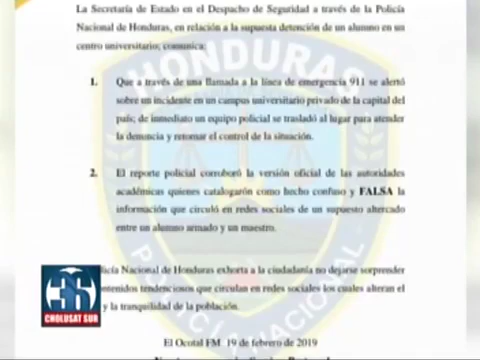 La Secretaría de Estado en el Despacho de Seguridad a través de la Policía
Nacional de Honduras, en relación a la supuesta detención de un alumno en un
centro universitario; comunica:
HONDURAS
1. Que a través de una llamada a la línea de emergencia 911 se alertó
sobre un incidente en un campus universitario privado de la capital del
país; de inmediato un equipo policial se trasladó al lugar para atender
la denuncia y retomar el control de la situación.
2. El reporte policial corroboró la versión oficial de las autoridades
académicas quienes catalogaron como hecho confuso y FALSA la
información que circuló en redes sociales de un supuesto altercado
entre un alumno armado y un maestro.
licía Nacional de Honduras exhorta a la ciudadanía no dejarse sorprender
ntenidos tendenciosos que circulan en redes sociales los cuales alteran el
y la tranquilidad de la población.
36
CHOLUSAT SUR
POLICÍA NACIONAL
El Ocotal FM. 19 de febrero de 2019